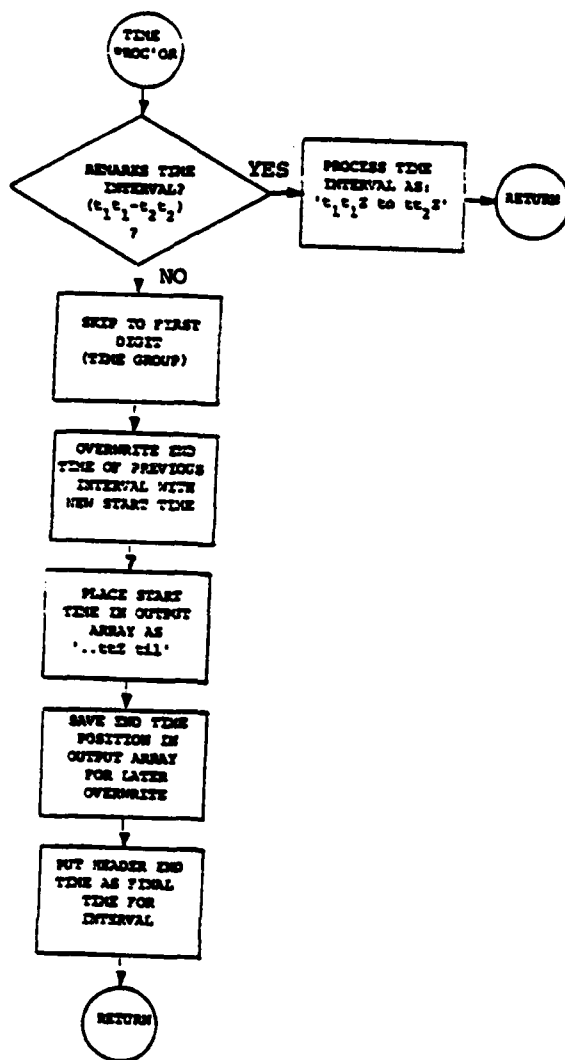 TIME
"ROC'OR
REMARKS TIME
INTERVAL?
(t1t1-t2t2)
?
YES
PROCESS TIME
INTERVAL AS:
't1t1Z to tt2Z'
RETURN
NO
SKIP TO FIRST
DIGIT
(TIME GROUP)
OVERWRITE END
TIME OF PREVIOUS
INTERVAL WITH
NEW START TIME
PLACE START
TIME IN OUTPUT
ARRAY AS
'..ttZ til'
SAVE END TIME
POSITION IN
OUTPUT ARRAY
FOR LATER
OVERWRITE
PUT HEADER END
TIME AS FINAL
TIME FOR
INTERVAL
RETURN